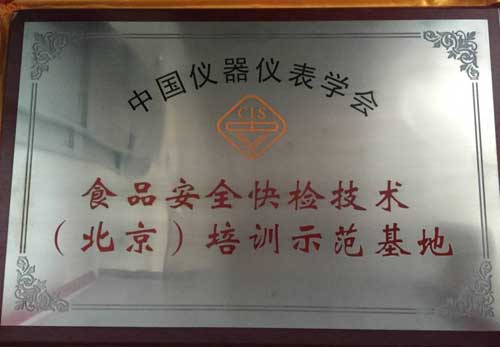 中国仪器仪表学会
CIS
食品安全快检技术
（北京）培训示范基地